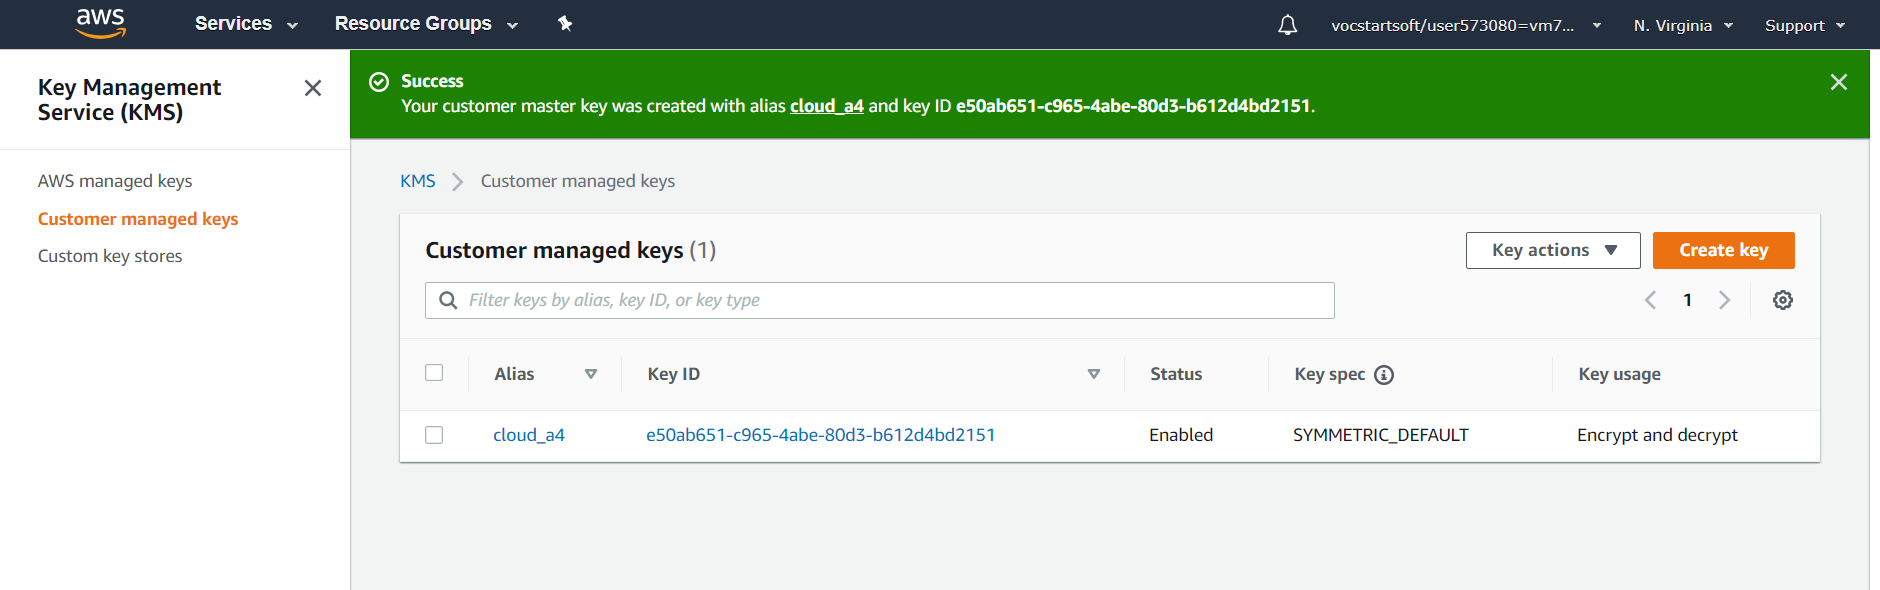 aws Services Resource Groups vocstartsoft/user573080=vm7... N. Virginia Support
Key Management
Service (KMS)
AWS managed keys
Customer managed keys
Custom key stores
Success
Your customer master key was created with alias cloud_a4 and key ID e50ab651-c965-4abe-80d3-b612d4bd2151.
KMS Customer managed keys
Customer managed keys (1) Key actions Create key
Filter keys by alias, key ID, or key type 1
Alias Key ID Status Key spec Key usage
cloud_a4 e50ab651-c965-4abe-80d3-b612d4bd2151 Enabled SYMMETRIC_DEFAULT Encrypt and decrypt